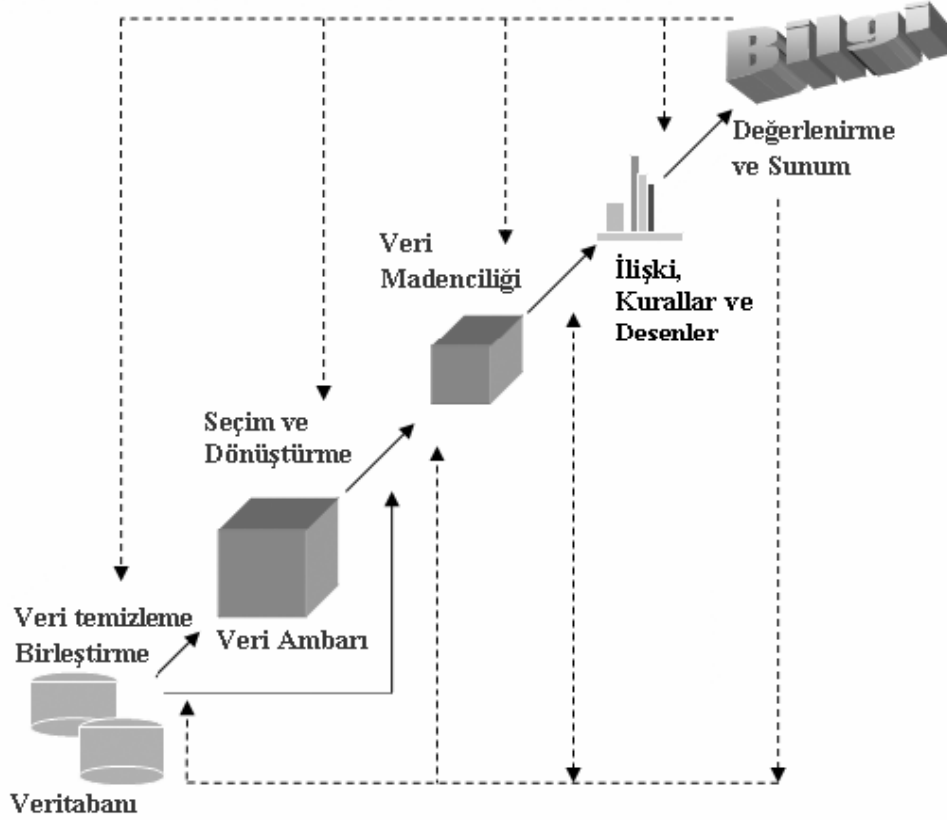 Bilgi
Değerlenirme
ve Sunum
Veri
Madenciliği
İlişki,
Kurallar ve
Desenler
Seçim ve
Dönüştürme
Veri temizleme
Birleştirme
Veri Ambarı
Veritabanı